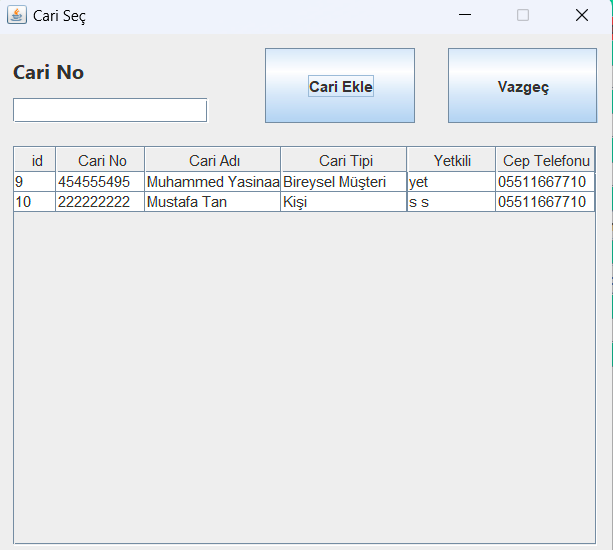 Cari Seç
Cari No
Cari Ekle
Vazgeç
id Cari No Cari Adı Cari Tipi Yetkili Cep Telefonu
9 454555495 Muhammed Yasinaa Bireysel Müşteri yet 05511667710
10 222222222 Mustafa Tan Kişi s s 05511667710